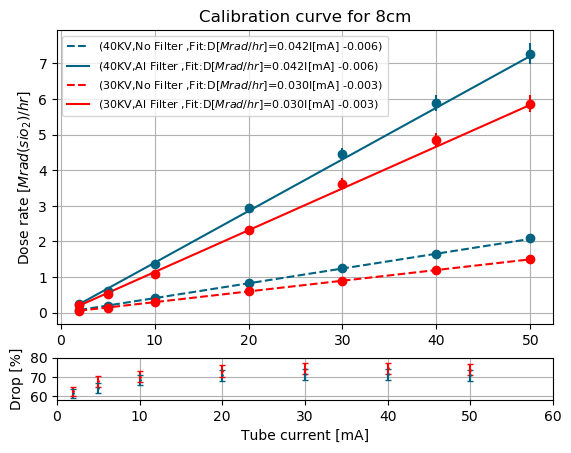 Calibration curve for 8cm
(40KV,No Filter ,Fit:D[Mrad/hr]=0.042I[mA] -0.006)
(40KV,Al Filter ,Fit:D[Mrad/hr]=0.042I[mA] -0.006)
(30KV,No Filter ,Fit:D[Mrad/hr]=0.030I[mA] -0.003)
(30KV,Al Filter ,Fit:D[Mrad/hr]=0.030I[mA] -0.003)
Dose rate [Mrad(sio₂)/hr]
7
6
5
4
3
2
1
0
0 10 20 30 40 50
Drop [%]
80
70
60
0 10 20 30 40 50 60
Tube current [mA]